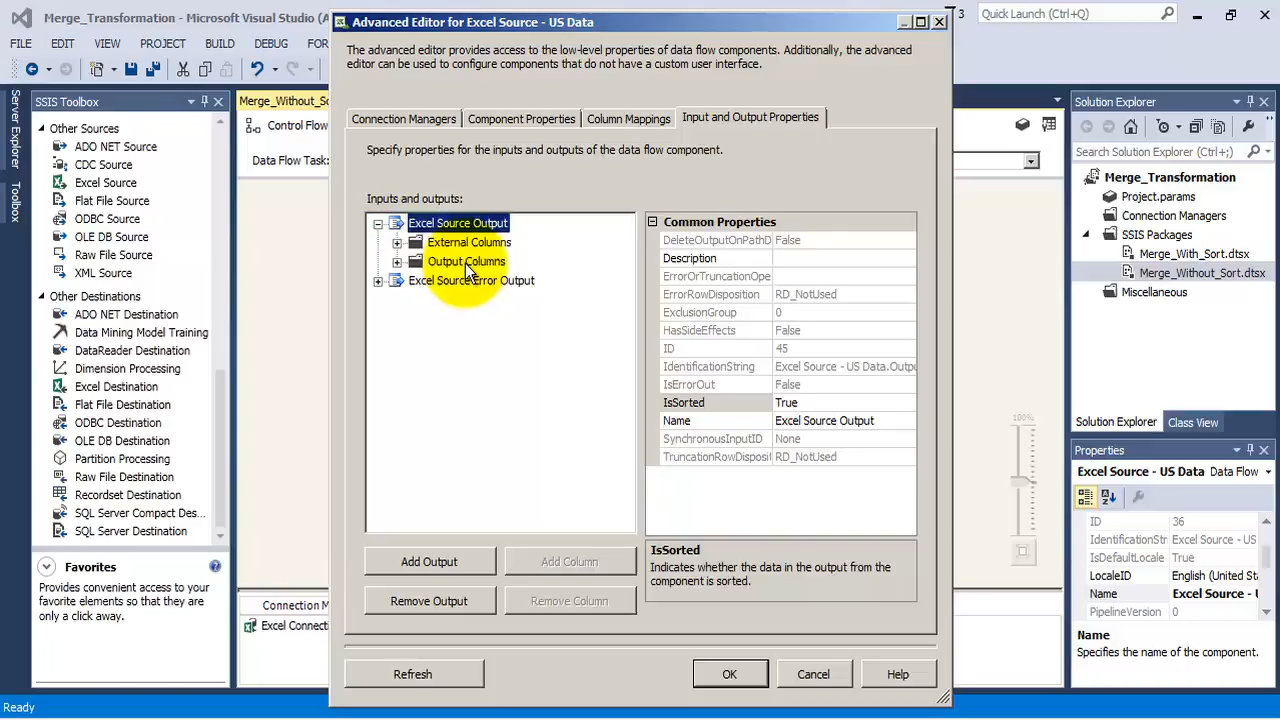 Merge_Transformation - Microsoft Visual Studio (A
Advanced Editor for Excel Source - US Data
3
Quick Launch (Ctrl+Q)
FILE EDIT VIEW PROJECT BUILD DEBUG FOR
The advanced editor provides access to the low-level properties of data flow components. Additionally, the advanced
editor can be used to configure components that do not have a custom user interface.
Server Explorer
Toolbox
SSIS Toolbox
Other Sources
ADO NET Source
CDC Source
Excel Source
Flat File Source
ODBC Source
OLE DB Source
Raw File Source
XML Source
Other Destinations
ADO NET Destination
Data Mining Model Training
DataReader Destination
Dimension Processing
Excel Destination
Flat File Destination
ODBC Destination
OLE DB Destination
Partition Processing
Raw File Destination
Recordset Destination
SQL Server Compact Des...
SQL Server Destination
Favorites
Provides convenient access to your
favorite elements so that they are
only a click away.
Merge_Without_So
Control Flow
Data Flow Task:
Connection M
Excel Connecti
Connection Managers
Component Properties
Column Mappings
Input and Output Properties
Specify properties for the inputs and outputs of the data flow component.
Inputs and outputs:
Excel Source Output
External Columns
Output Columns
Excel Source Error Output
Add Output
Add Column
Remove Output
Remove Column
Common Properties
DeleteOutputOnPathD False
Description
ErrorOrTruncationOpe
ErrorRowDisposition RD_NotUsed
ExclusionGroup 0
HasSideEffects False
ID 45
IdentificationString Excel Source - US Data.Outpu
IsErrorOut False
IsSorted True
Name Excel Source Output
SynchronousInputID None
TruncationRowDisposit RD_NotUsed
IsSorted
Indicates whether the data in the output from the
component is sorted.
Refresh
OK
Cancel
Help
100%
Solution Explorer
Search Solution Explorer (Ctrl+;)
Merge_Transformation
Project.params
Connection Managers
SSIS Packages
Merge_With_Sort.dtsx
Merge_Without_Sort.dtsx
Miscellaneous
Solution Explorer
Class View
Properties
Excel Source - US Data Data Flow
ID 36
IdentificationString Excel Source - US
IsDefaultLocale True
LocaleID English (United Sta
Name Excel Source - U
PipelineVersion 0
Name
Specifies the name of the component.
Ready